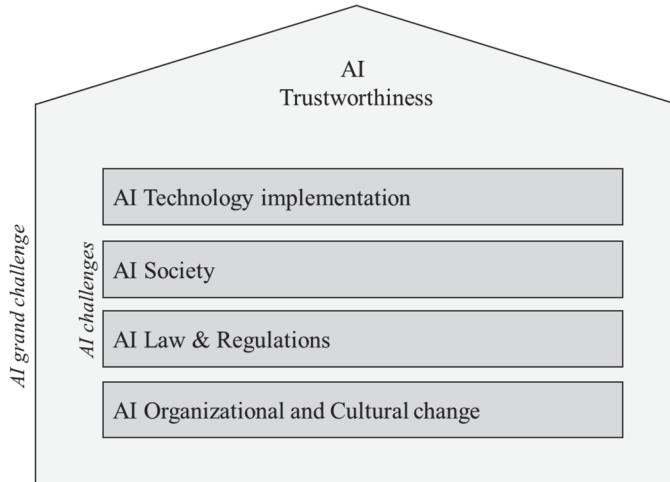 AI
Trustworthiness
AI Technology implementation
AI Society
AI Law & Regulations
AI Organizational and Cultural change
AI grand challenge
AI challenges